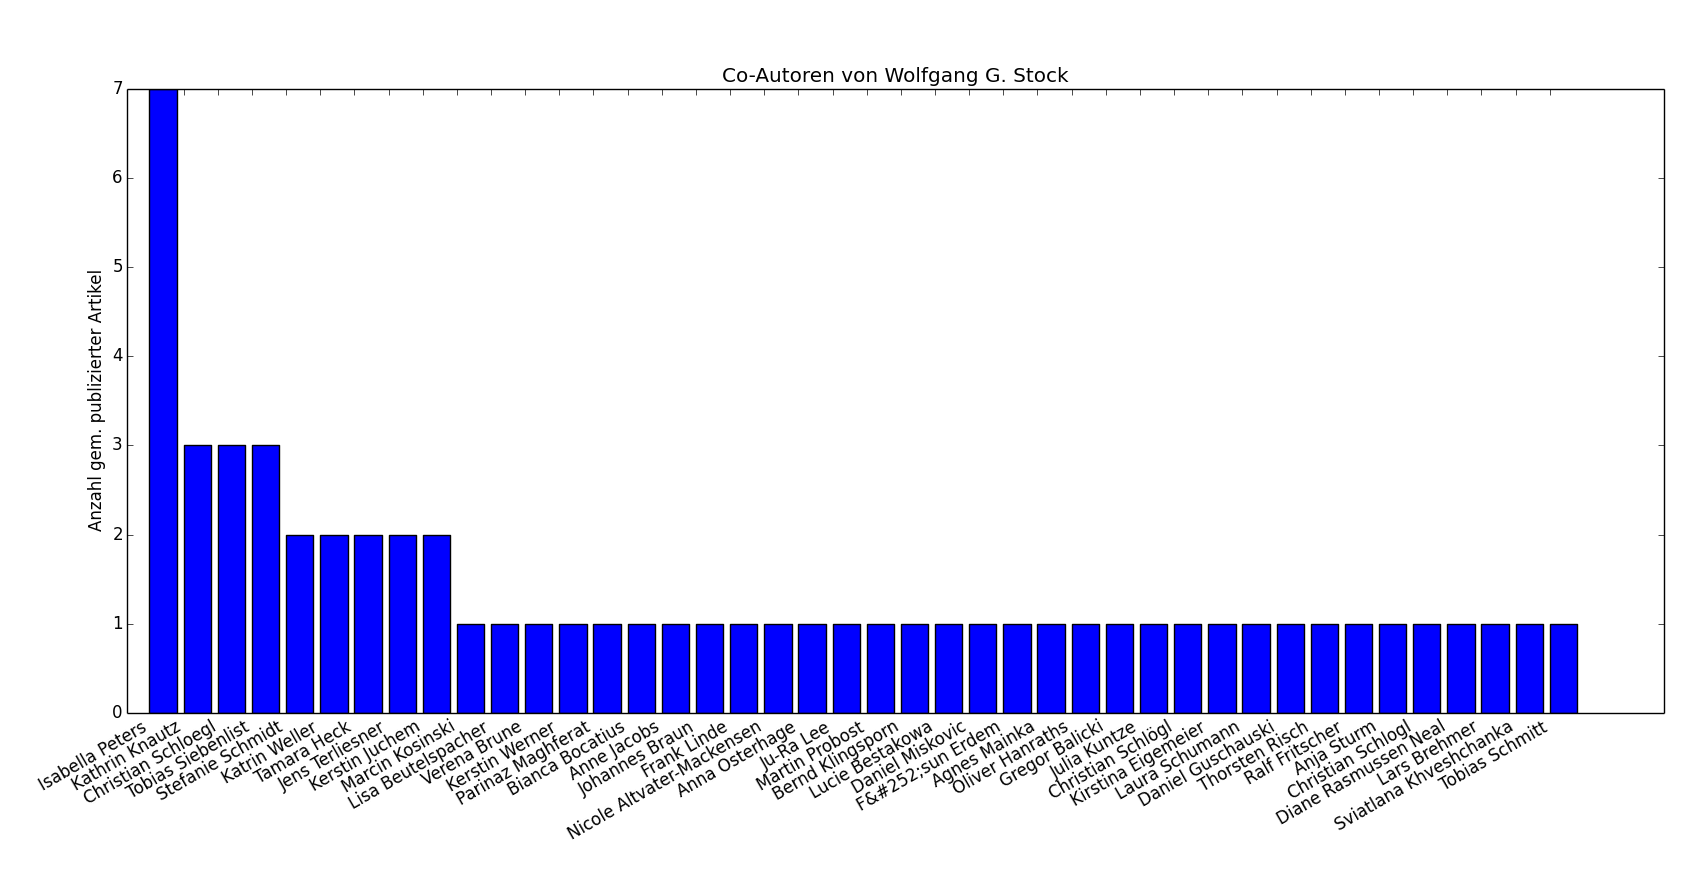 Co-Autoren von Wolfgang G. Stock
Anzahl gem. publizierter Artikel
7
6
5
4
3
2
1
0
Isabella Peters
Kathrin Knautz
Christian Schloegl
Tobias Siebenlist
Stefanie Schmidt
Katrin Weller
Tamara Heck
Jens Terliesner
Kerstin Juchem
Marcin Kosinski
Lisa Beutelspacher
Verena Brune
Kerstin Werner
Parinaz Maghferat
Bianca Bocatius
Anne Jacobs
Johannes Braun
Frank Linde
Nicole Altvater-Mackensen
Anna Osterhage
Ju-Ra Lee
Martin Probost
Bernd Klingsporn
Lucie Bestakowa
Daniel Miskovic
F&#252;sun Erdem
Agnes Mainka
Oliver Hanraths
Gregor Balicki
Julia Kuntze
Christian Schlögl
Kirstina Eigemeier
Laura Schumann
Daniel Guschauski
Thorsten Risch
Ralf Fritscher
Anja Sturm
Christian Schlogl
Diane Rasmussen Neal
Lars Brehmer
Sviatlana Khveshchanka
Tobias Schmitt